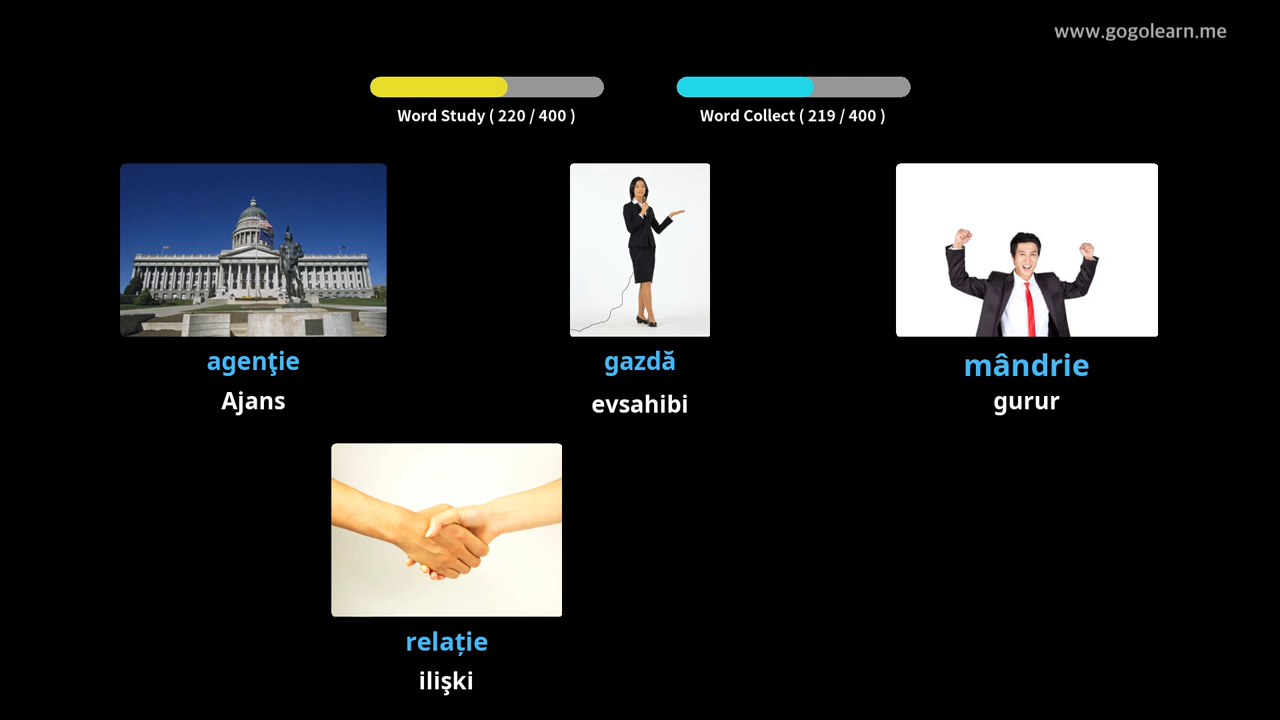 www.gogolearn.me
Word Study ( 220 / 400 )
Word Collect ( 219 / 400 )
agenţie
Ajans
gazdă
evsahibi
mândrie
gurur
relație
ilişki